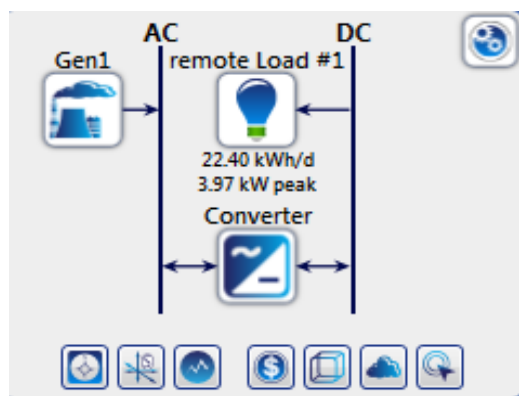 AC DC
Gen1 remote Load #1
22.40 kWh/d
3.97 kW peak
Converter